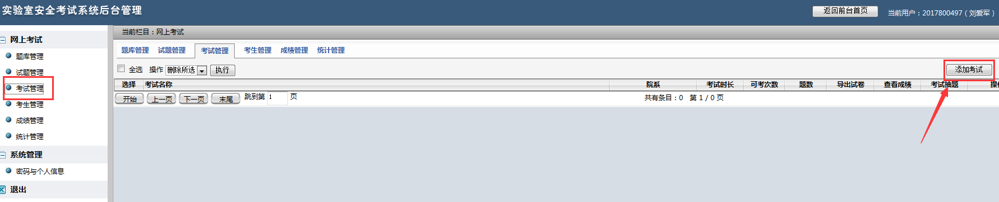 实验室安全考试系统后台管理
返回前台首页 当前用户：2017800497（刘爱军）
网上考试
题库管理
试题管理
考试管理
考生管理
成绩管理
统计管理
系统管理
密码与个人信息
退出
当前栏目：网上考试
题库管理 试题管理 考试管理 考生管理 成绩管理 统计管理
全选 操作 删除所选 执行 添加考试
选择 考试名称 院系 考试时长 可考次数 题数 导出试卷 查看成绩 考试抽题 操
开始 上一页 下一页 末尾 跳到第 1 页 共有条目：0 第 1 / 0 页